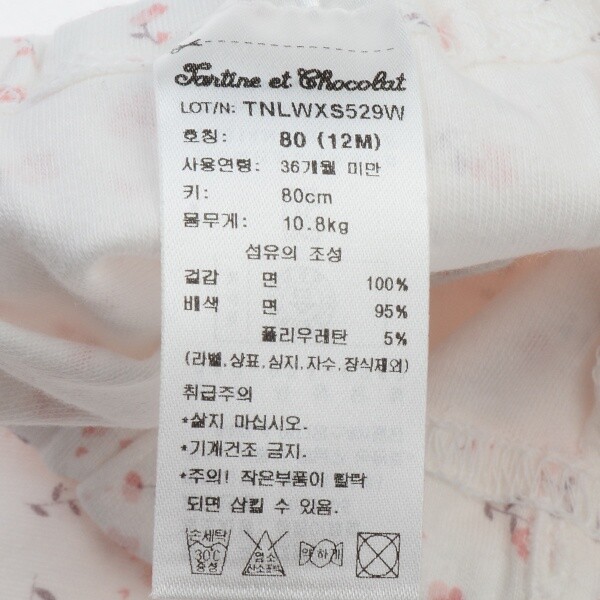 Tartine et Chocolat
LOT/N: TNLWXS529W
호칭: 80 (12M)
사용연령: 36개월 미만
키: 80cm
몸무게: 10.8kg
섬유의 조성
겉감 면 100%
배색 면 95%
폴리우레탄 5%
(라벨,상표,심지,자수,장식제외)
취급주의
*삶지 마십시오.
*기계건조 금지.
*주의! 작은부품이 탈락
되면 삼킬 수 있음.
손세탁 염소 약하게
30℃ 산소표백
중성